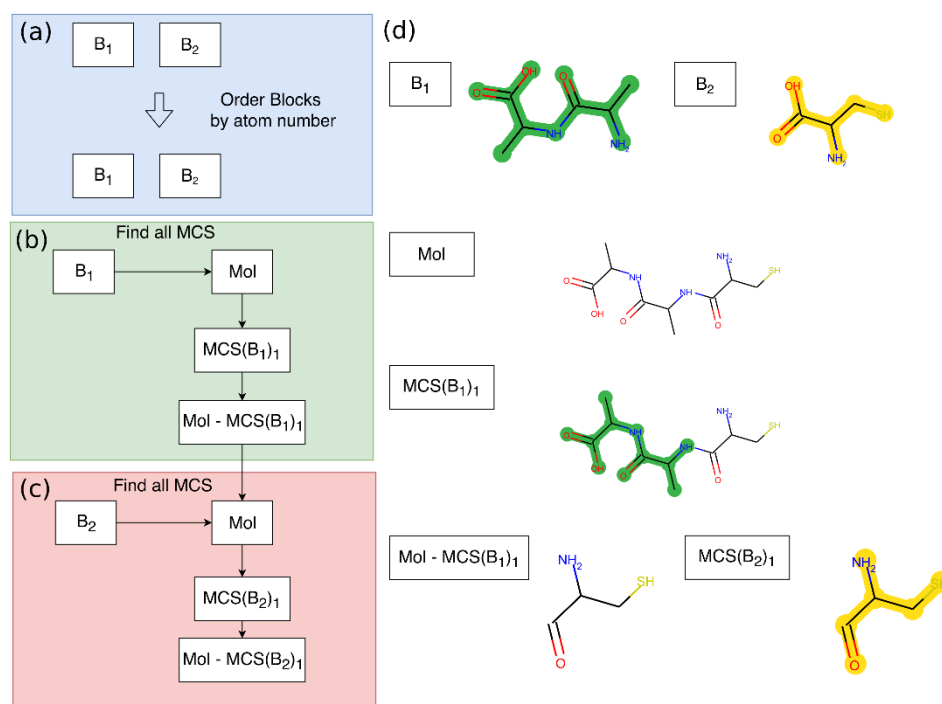 (a)
B₁
B₂
Order Blocks
by atom number
B₁
B₂
(b)
Find all MCS
B₁
Mol
MCS(B₁)₁
Mol - MCS(B₁)₁
(c)
Find all MCS
B₂
Mol
MCS(B₂)₁
Mol - MCS(B₂)₁
(d)
B₁
OH
O
O
NH
NH₂
B₂
OH
O
NH₂
SH
Mol
O
OH
NH
O
NH
O
NH₂
SH
MCS(B₁)₁
O
OH
NH
O
NH
O
NH₂
SH
Mol - MCS(B₁)₁
NH₂
SH
O
MCS(B₂)₁
NH₂
SH
O